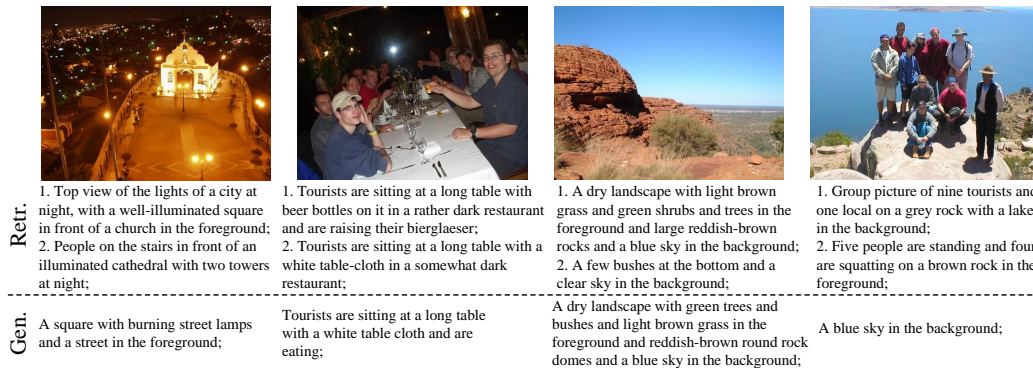 Retr.
1. Top view of the lights of a city at
night, with a well-illuminated square
in front of a church in the foreground;
2. People on the stairs in front of an
illuminated cathedral with two towers
at night;
1. Tourists are sitting at a long table with
beer bottles on it in a rather dark restaurant
and are raising their bierglaeser;
2. Tourists are sitting at a long table with a
white table-cloth in a somewhat dark
restaurant;
1. A dry landscape with light brown
grass and green shrubs and trees in the
foreground and large reddish-brown
rocks and a blue sky in the background;
2. A few bushes at the bottom and a
clear sky in the background;
1. Group picture of nine tourists and
one local on a grey rock with a lake
in the background;
2. Five people are standing and four
are squatting on a brown rock in the
foreground;
Gen.
A square with burning street lamps
and a street in the foreground;
Tourists are sitting at a long table
with a white table cloth and are
eating;
A dry landscape with green trees and
bushes and light brown grass in the
foreground and reddish-brown round rock
domes and a blue sky in the background;
A blue sky in the background;